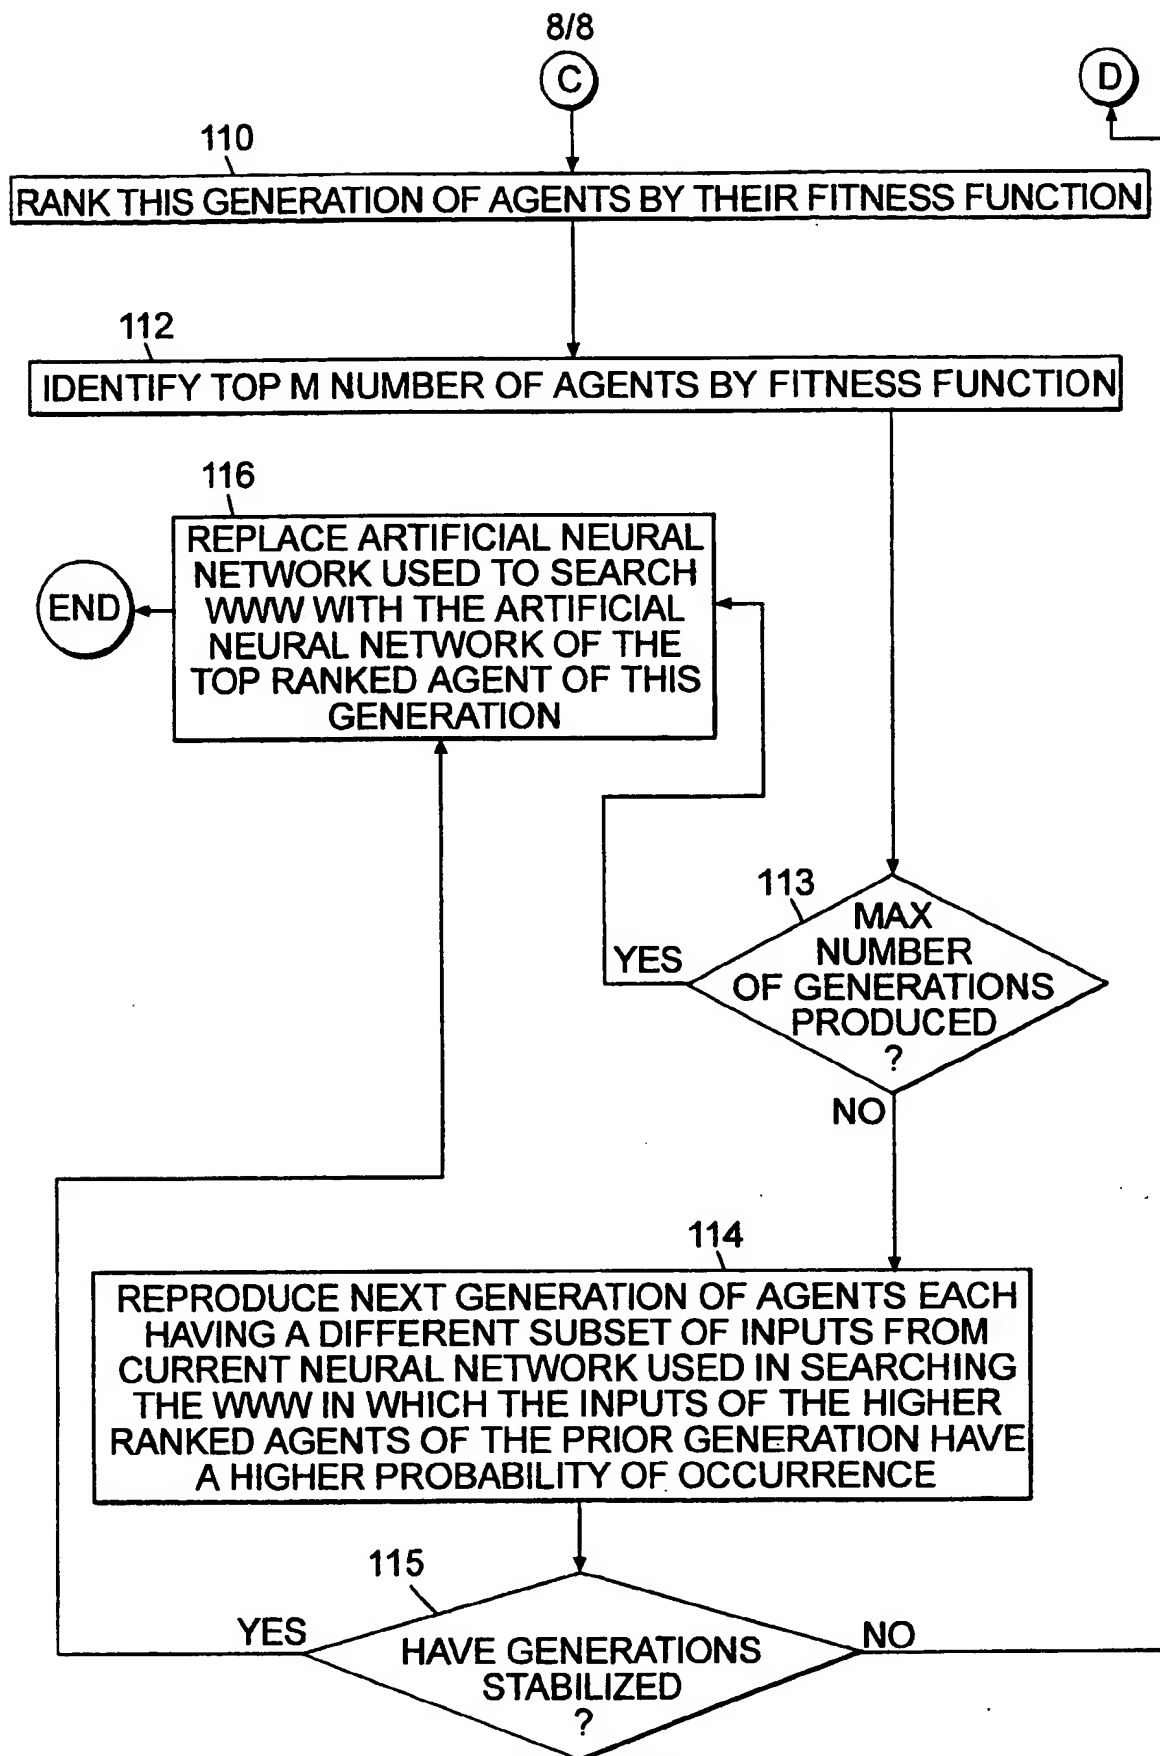 8/8
C
D
110
RANK THIS GENERATION OF AGENTS BY THEIR FITNESS FUNCTION
112
IDENTIFY TOP M NUMBER OF AGENTS BY FITNESS FUNCTION
116
REPLACE ARTIFICIAL NEURAL
NETWORK USED TO SEARCH
WWW WITH THE ARTIFICIAL
NEURAL NETWORK OF THE
TOP RANKED AGENT OF THIS
GENERATION
END
113
MAX
NUMBER
OF GENERATIONS
PRODUCED
?
YES
NO
114
REPRODUCE NEXT GENERATION OF AGENTS EACH
HAVING A DIFFERENT SUBSET OF INPUTS FROM
CURRENT NEURAL NETWORK USED IN SEARCHING
THE WWW IN WHICH THE INPUTS OF THE HIGHER
RANKED AGENTS OF THE PRIOR GENERATION HAVE
A HIGHER PROBABILITY OF OCCURRENCE
115
YES
HAVE GENERATIONS
STABILIZED
?
NO